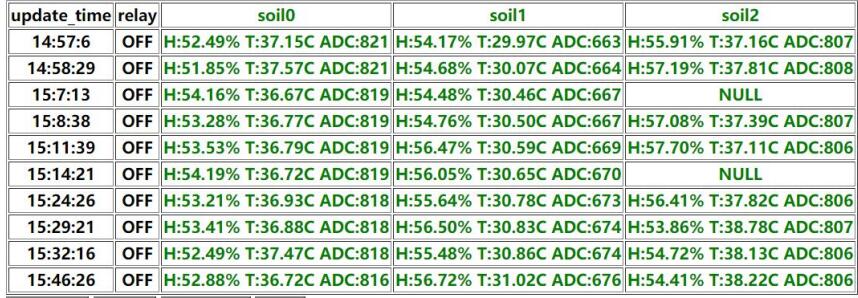 update_time relay soil0 soil1 soil2
14:57:6 OFF H:52.49% T:37.15C ADC:821 H:54.17% T:29.97C ADC:663 H:55.91% T:37.16C ADC:807
14:58:29 OFF H:51.85% T:37.57C ADC:821 H:54.68% T:30.07C ADC:664 H:57.19% T:37.81C ADC:808
15:7:13 OFF H:54.16% T:36.67C ADC:819 H:54.48% T:30.46C ADC:667 NULL
15:8:38 OFF H:53.28% T:36.77C ADC:819 H:54.76% T:30.50C ADC:667 H:57.08% T:37.39C ADC:807
15:11:39 OFF H:53.53% T:36.79C ADC:819 H:56.47% T:30.59C ADC:669 H:57.70% T:37.11C ADC:806
15:14:21 OFF H:54.19% T:36.72C ADC:819 H:56.05% T:30.65C ADC:670 NULL
15:24:26 OFF H:53.21% T:36.93C ADC:818 H:55.64% T:30.78C ADC:673 H:56.41% T:37.82C ADC:806
15:29:21 OFF H:53.41% T:36.88C ADC:818 H:56.50% T:30.83C ADC:674 H:53.86% T:38.78C ADC:807
15:32:16 OFF H:52.49% T:37.47C ADC:818 H:55.48% T:30.86C ADC:674 H:54.72% T:38.13C ADC:806
15:46:26 OFF H:52.88% T:36.72C ADC:816 H:56.72% T:31.02C ADC:676 H:54.41% T:38.22C ADC:806